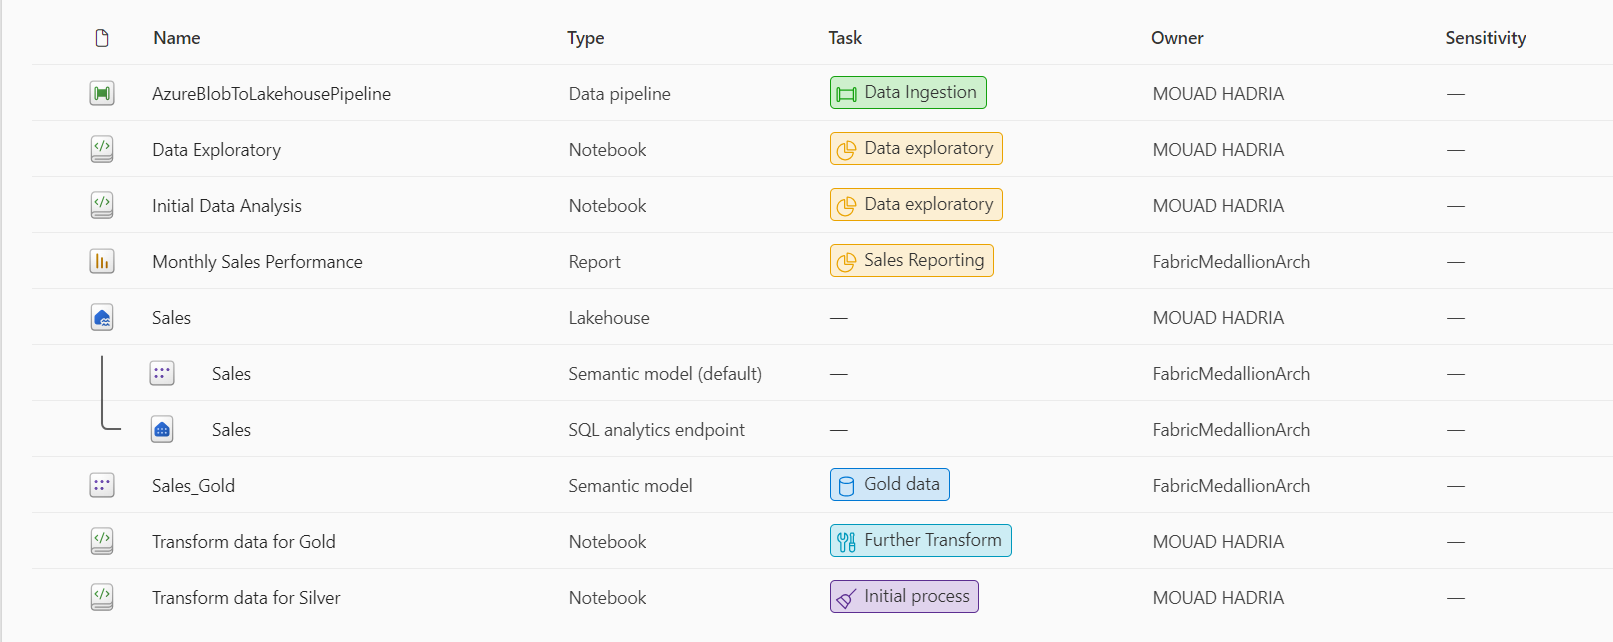 Name Type Task Owner Sensitivity
AzureBlobToLakehousePipeline Data pipeline Data Ingestion MOUAD HADRIA —
Data Exploratory Notebook Data exploratory MOUAD HADRIA —
Initial Data Analysis Notebook Data exploratory MOUAD HADRIA —
Monthly Sales Performance Report Sales Reporting FabricMedallionArch —
Sales Lakehouse — MOUAD HADRIA —
Sales Semantic model (default) — FabricMedallionArch —
Sales SQL analytics endpoint — FabricMedallionArch —
Sales_Gold Semantic model Gold data FabricMedallionArch —
Transform data for Gold Notebook Further Transform MOUAD HADRIA —
Transform data for Silver Notebook Initial process MOUAD HADRIA —